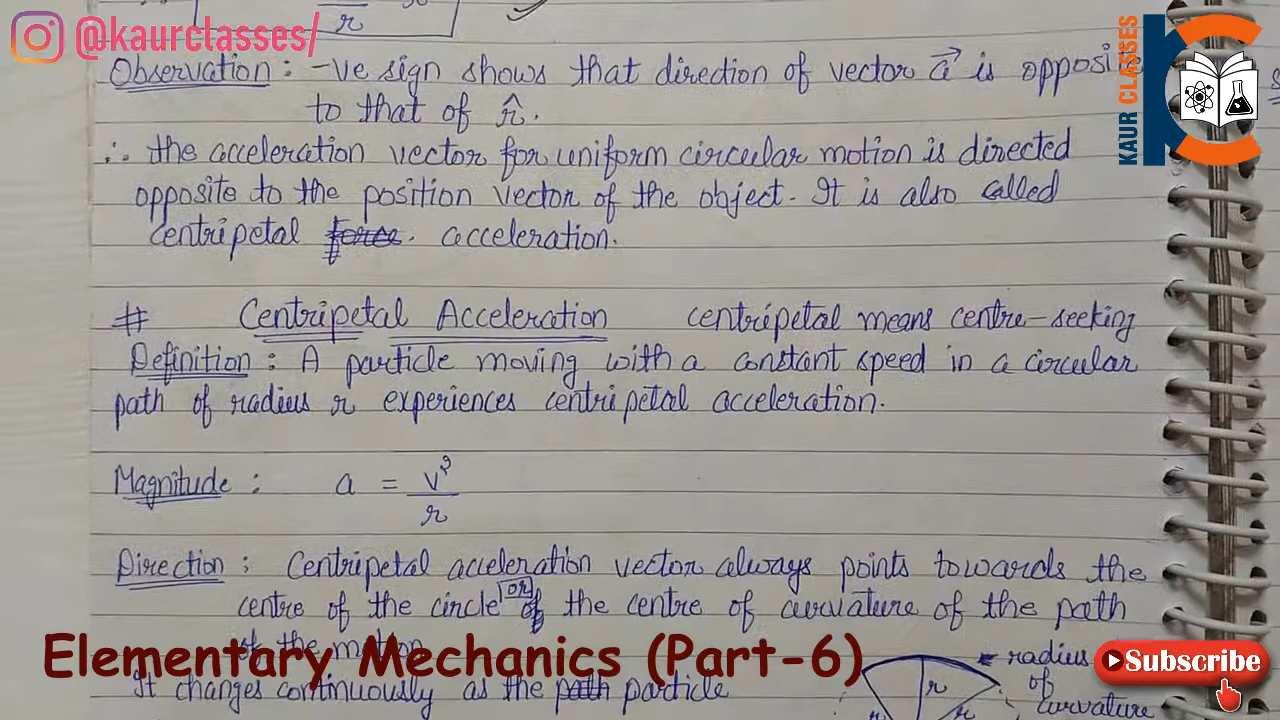 r
@kaurclasses/
KAUR CLASSES
Observation : -ve sign shows that direction of vector a⃗ is opposi
to that of r̂.
∴ the acceleration vector for uniform circular motion is directed
opposite to the position vector of the object. It is also called
centripetal force. acceleration.
# Centripetal Acceleration centripetal means centre-seeking
Definition : A particle moving with a constant speed in a circular
path of radius r experiences centripetal acceleration.
Magnitude : a = v²/r
Direction : Centripetal acceleration vector always points towards the
centre of the circle or the centre of curvature of the path
of the motion
Elementary Mechanics (Part-6)
It changes continuously as the path particle
radius
of
curvature
r
r r
Subscribe